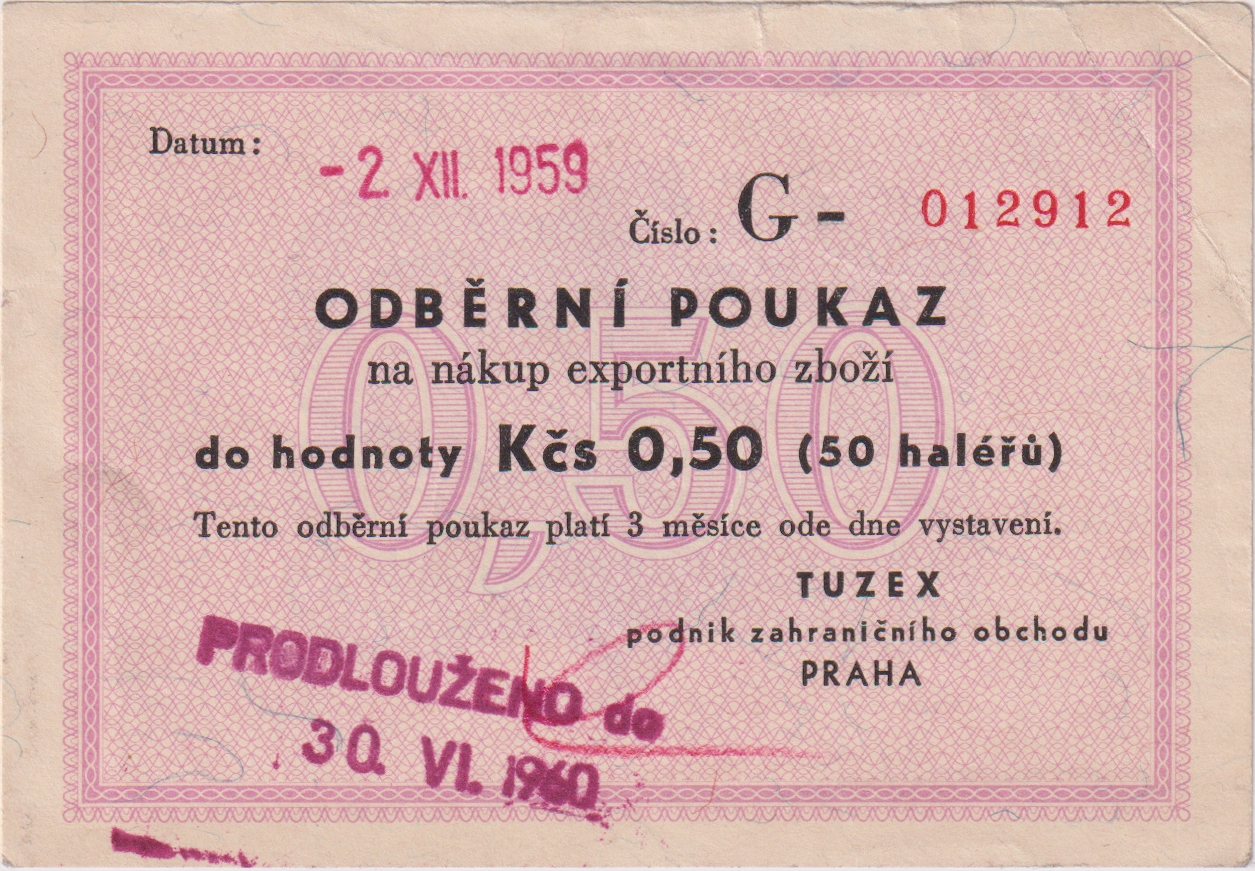 Datum:
-2. XII. 1959
Číslo: G- 012912
ODBĚRNÍ POUKAZ
na nákup exportního zboží
do hodnoty Kčs 0,50 (50 haléřů)
0,50
Tento odběrní poukaz platí 3 měsíce ode dne vystavení.
TUZEX
podnik zahraničního obchodu
PRAHA
PRODLOUŽENO do
30. VI. 1960